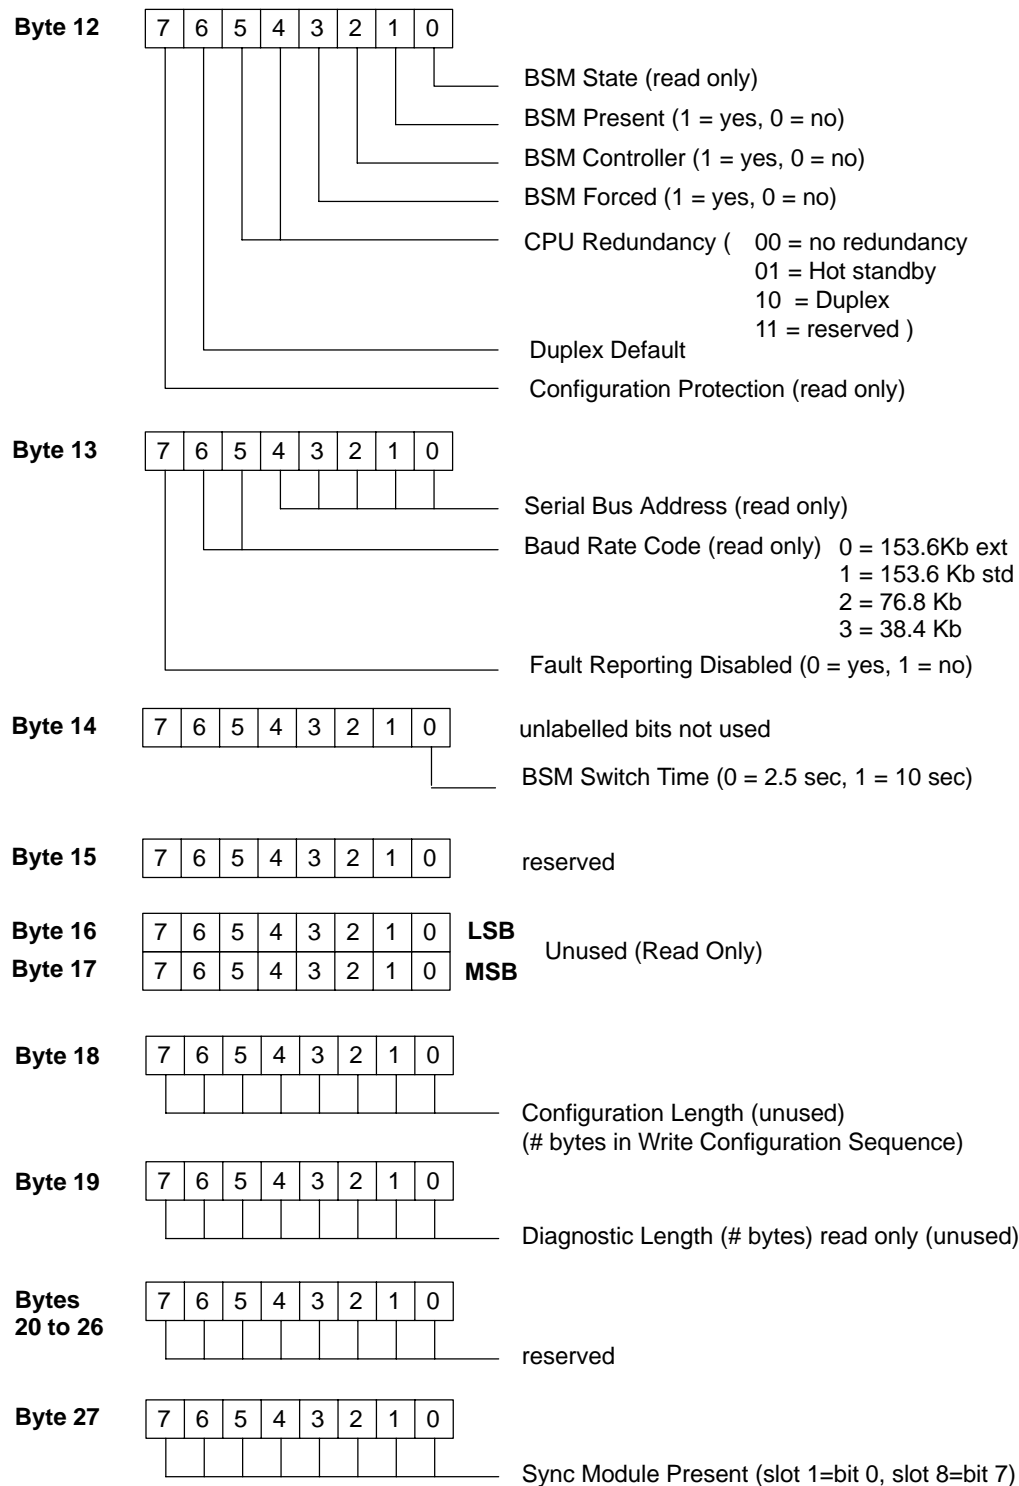 Byte 12 7 6 5 4 3 2 1 0
BSM State (read only)
BSM Present (1 = yes, 0 = no)
BSM Controller (1 = yes, 0 = no)
BSM Forced (1 = yes, 0 = no)
CPU Redundancy ( 00 = no redundancy
01 = Hot standby
10 = Duplex
11 = reserved )
Duplex Default
Configuration Protection (read only)
Byte 13 7 6 5 4 3 2 1 0
Serial Bus Address (read only)
Baud Rate Code (read only) 0 = 153.6Kb ext
1 = 153.6 Kb std
2 = 76.8 Kb
3 = 38.4 Kb
Fault Reporting Disabled (0 = yes, 1 = no)
Byte 14 7 6 5 4 3 2 1 0 unlabelled bits not used
BSM Switch Time (0 = 2.5 sec, 1 = 10 sec)
Byte 15 7 6 5 4 3 2 1 0 reserved
Byte 16 7 6 5 4 3 2 1 0 LSB
Unused (Read Only)
Byte 17 7 6 5 4 3 2 1 0 MSB
Byte 18 7 6 5 4 3 2 1 0
Configuration Length (unused)
(# bytes in Write Configuration Sequence)
Byte 19 7 6 5 4 3 2 1 0
Diagnostic Length (# bytes) read only (unused)
Bytes 7 6 5 4 3 2 1 0
20 to 26
reserved
Byte 27 7 6 5 4 3 2 1 0
Sync Module Present (slot 1=bit 0, slot 8=bit 7)